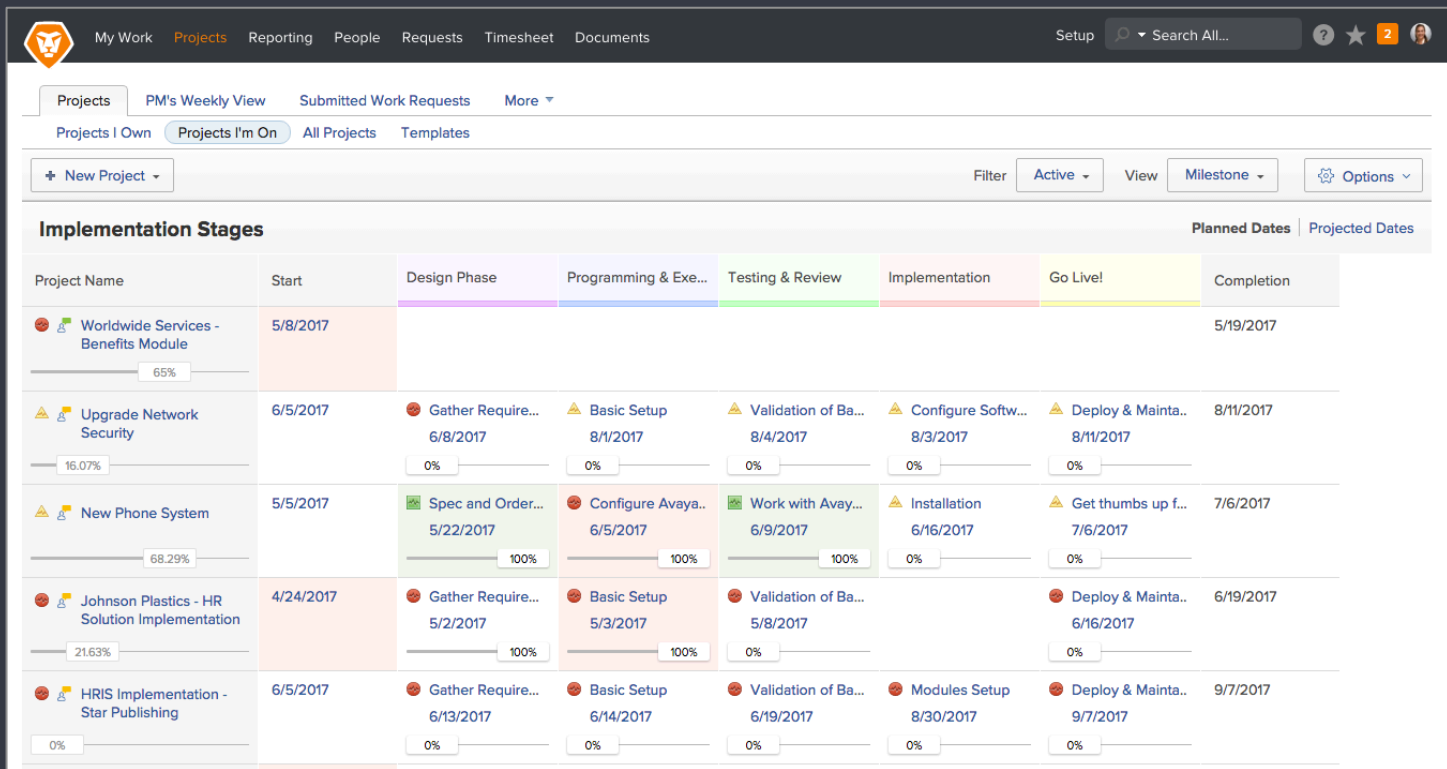 My Work Projects Reporting People Requests Timesheet Documents Setup Search All... ? 2
Projects PM's Weekly View Submitted Work Requests More
Projects I Own Projects I'm On All Projects Templates
+ New Project Filter Active View Milestone Options
Implementation Stages Planned Dates Projected Dates
Project Name Start Design Phase Programming & Exe... Testing & Review Implementation Go Live! Completion
Worldwide Services - 5/8/2017 5/19/2017
Benefits Module
65%
Upgrade Network 6/5/2017 Gather Require... Basic Setup Validation of Ba... Configure Softw... Deploy & Mainta... 8/11/2017
Security 6/8/2017 8/1/2017 8/4/2017 8/3/2017 8/11/2017
16.07% 0% 0% 0% 0% 0%
New Phone System 5/5/2017 Spec and Order... Configure Avaya.. Work with Avay... Installation Get thumbs up f... 7/6/2017
5/22/2017 6/5/2017 6/9/2017 6/16/2017 7/6/2017
68.29% 100% 100% 100% 0% 0%
Johnson Plastics - HR 4/24/2017 Gather Require... Basic Setup Validation of Ba... Deploy & Mainta.. 6/19/2017
Solution Implementation 5/2/2017 5/3/2017 5/8/2017 6/16/2017
21.63% 100% 100% 0% 0%
HRIS Implementation - 6/5/2017 Gather Require... Basic Setup Validation of Ba... Modules Setup Deploy & Mainta.. 9/7/2017
Star Publishing 6/13/2017 6/14/2017 6/19/2017 8/30/2017 9/7/2017
0% 0% 0% 0% 0% 0%